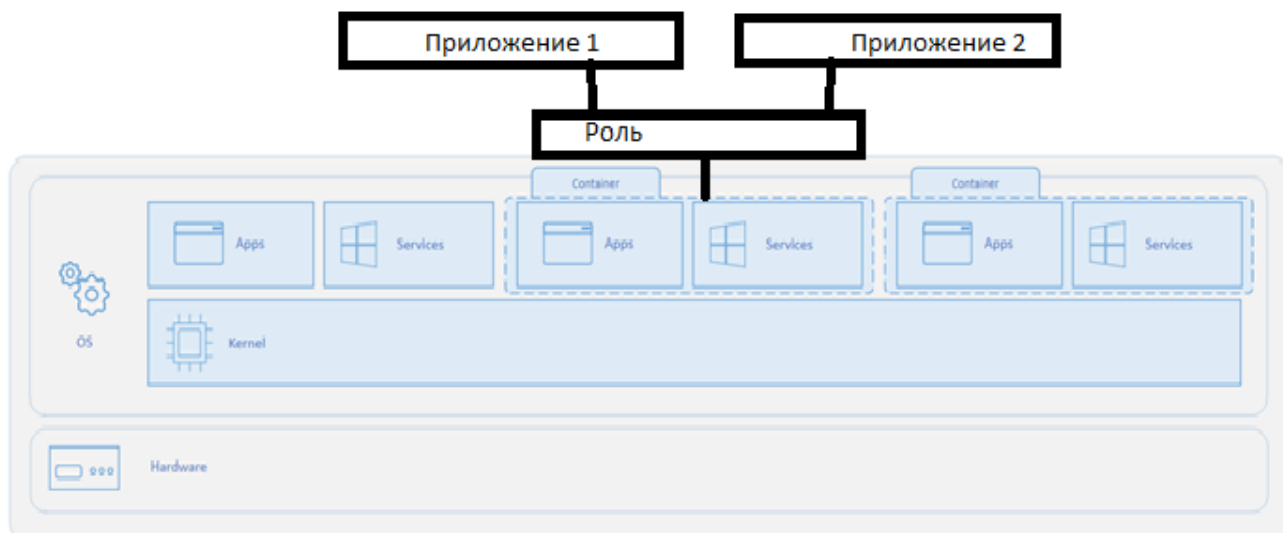 Приложение 1
Приложение 2
Роль
Container
Container
Apps
Services
Apps
Services
Apps
Services
OS
Kernel
Hardware